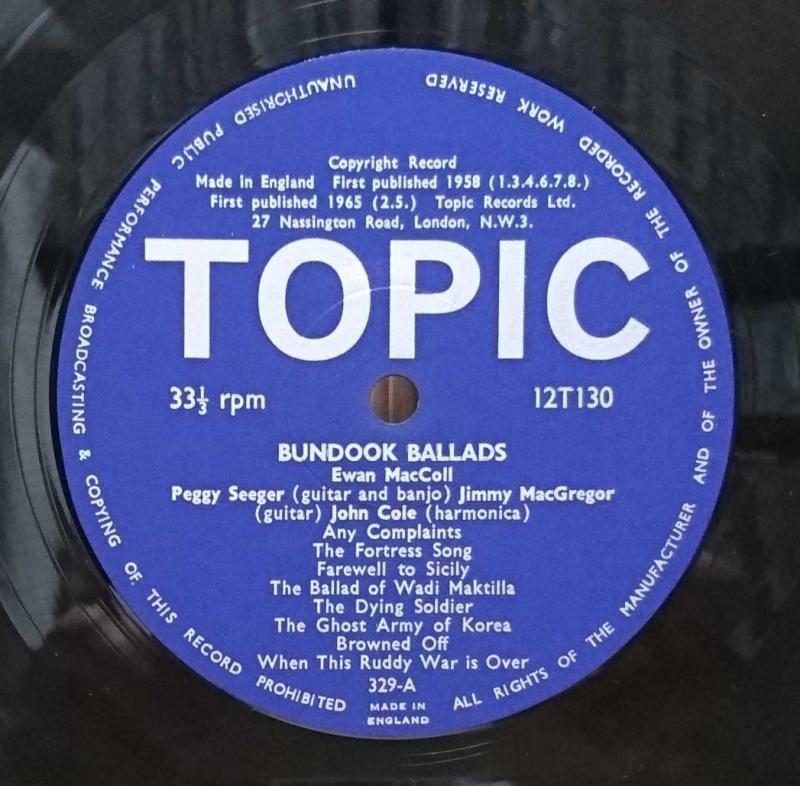 Copyright Record
Made in England First published 1958 (1.3.4.6.7.8.)
First published 1965 (2.5.) Topic Records Ltd.
27 Nassington Road, London, N.W.3.
TOPIC
33⅓ rpm 12T130
BUNDOOK BALLADS
Ewan MacColl
Peggy Seeger (guitar and banjo) Jimmy MacGregor
(guitar) John Cole (harmonica)
Any Complaints
The Fortress Song
Farewell to Sicily
The Ballad of Wadi Maktilla
The Dying Soldier
The Ghost Army of Korea
Browned Off
When This Ruddy War is Over
329-A
MADE IN
ENGLAND
ALL RIGHTS OF THE MANUFACTURER AND OF THE OWNER OF THE RECORDED WORK RESERVED
UNAUTHORISED PUBLIC PERFORMANCE BROADCASTING & COPYING OF THIS RECORD PROHIBITED